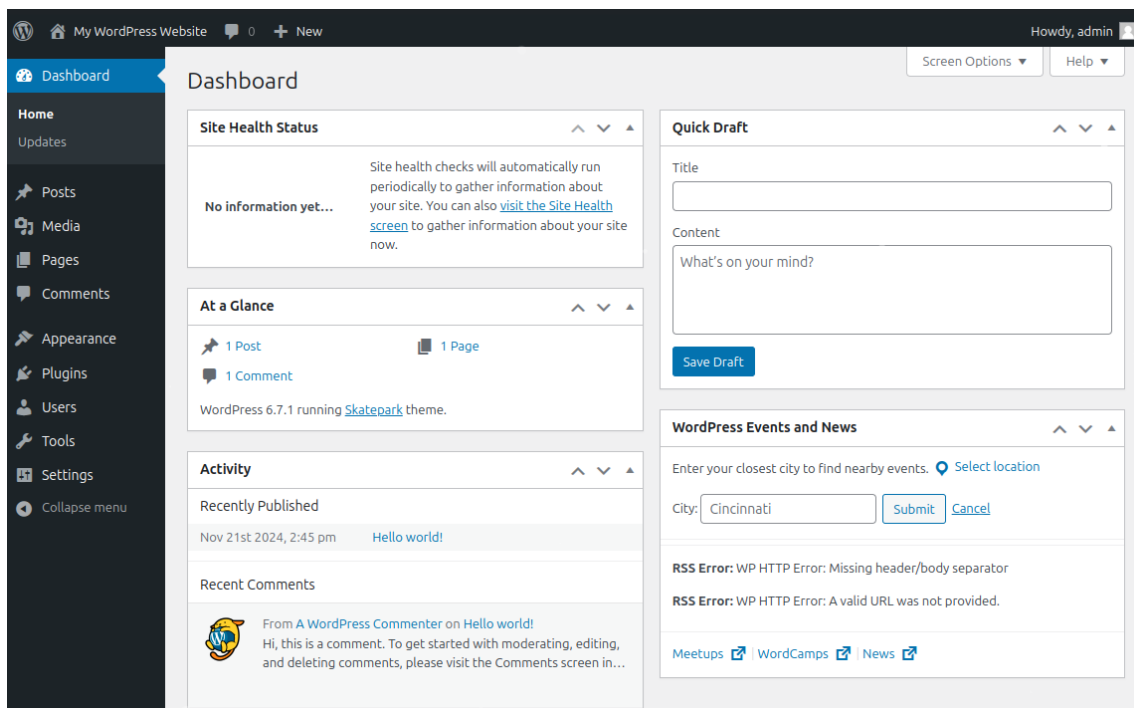 My WordPress Website 0 New Howdy, admin
Dashboard
Home
Updates
Posts
Media
Pages
Comments
Appearance
Plugins
Users
Tools
Settings
Collapse menu
Screen Options ▼ Help ▼
Dashboard
Site Health Status
No information yet…
Site health checks will automatically run
periodically to gather information about
your site. You can also visit the Site Health
screen to gather information about your site
now.
At a Glance
1 Post 1 Page
1 Comment
WordPress 6.7.1 running Skatepark theme.
Activity
Recently Published
Nov 21st 2024, 2:45 pm Hello world!
Recent Comments
From A WordPress Commenter on Hello world!
Hi, this is a comment. To get started with moderating, editing,
and deleting comments, please visit the Comments screen in…
Quick Draft
Title
Content
What's on your mind?
Save Draft
WordPress Events and News
Enter your closest city to find nearby events. Select location
City: Cincinnati Submit Cancel
RSS Error: WP HTTP Error: Missing header/body separator
RSS Error: WP HTTP Error: A valid URL was not provided.
Meetups | WordCamps | News